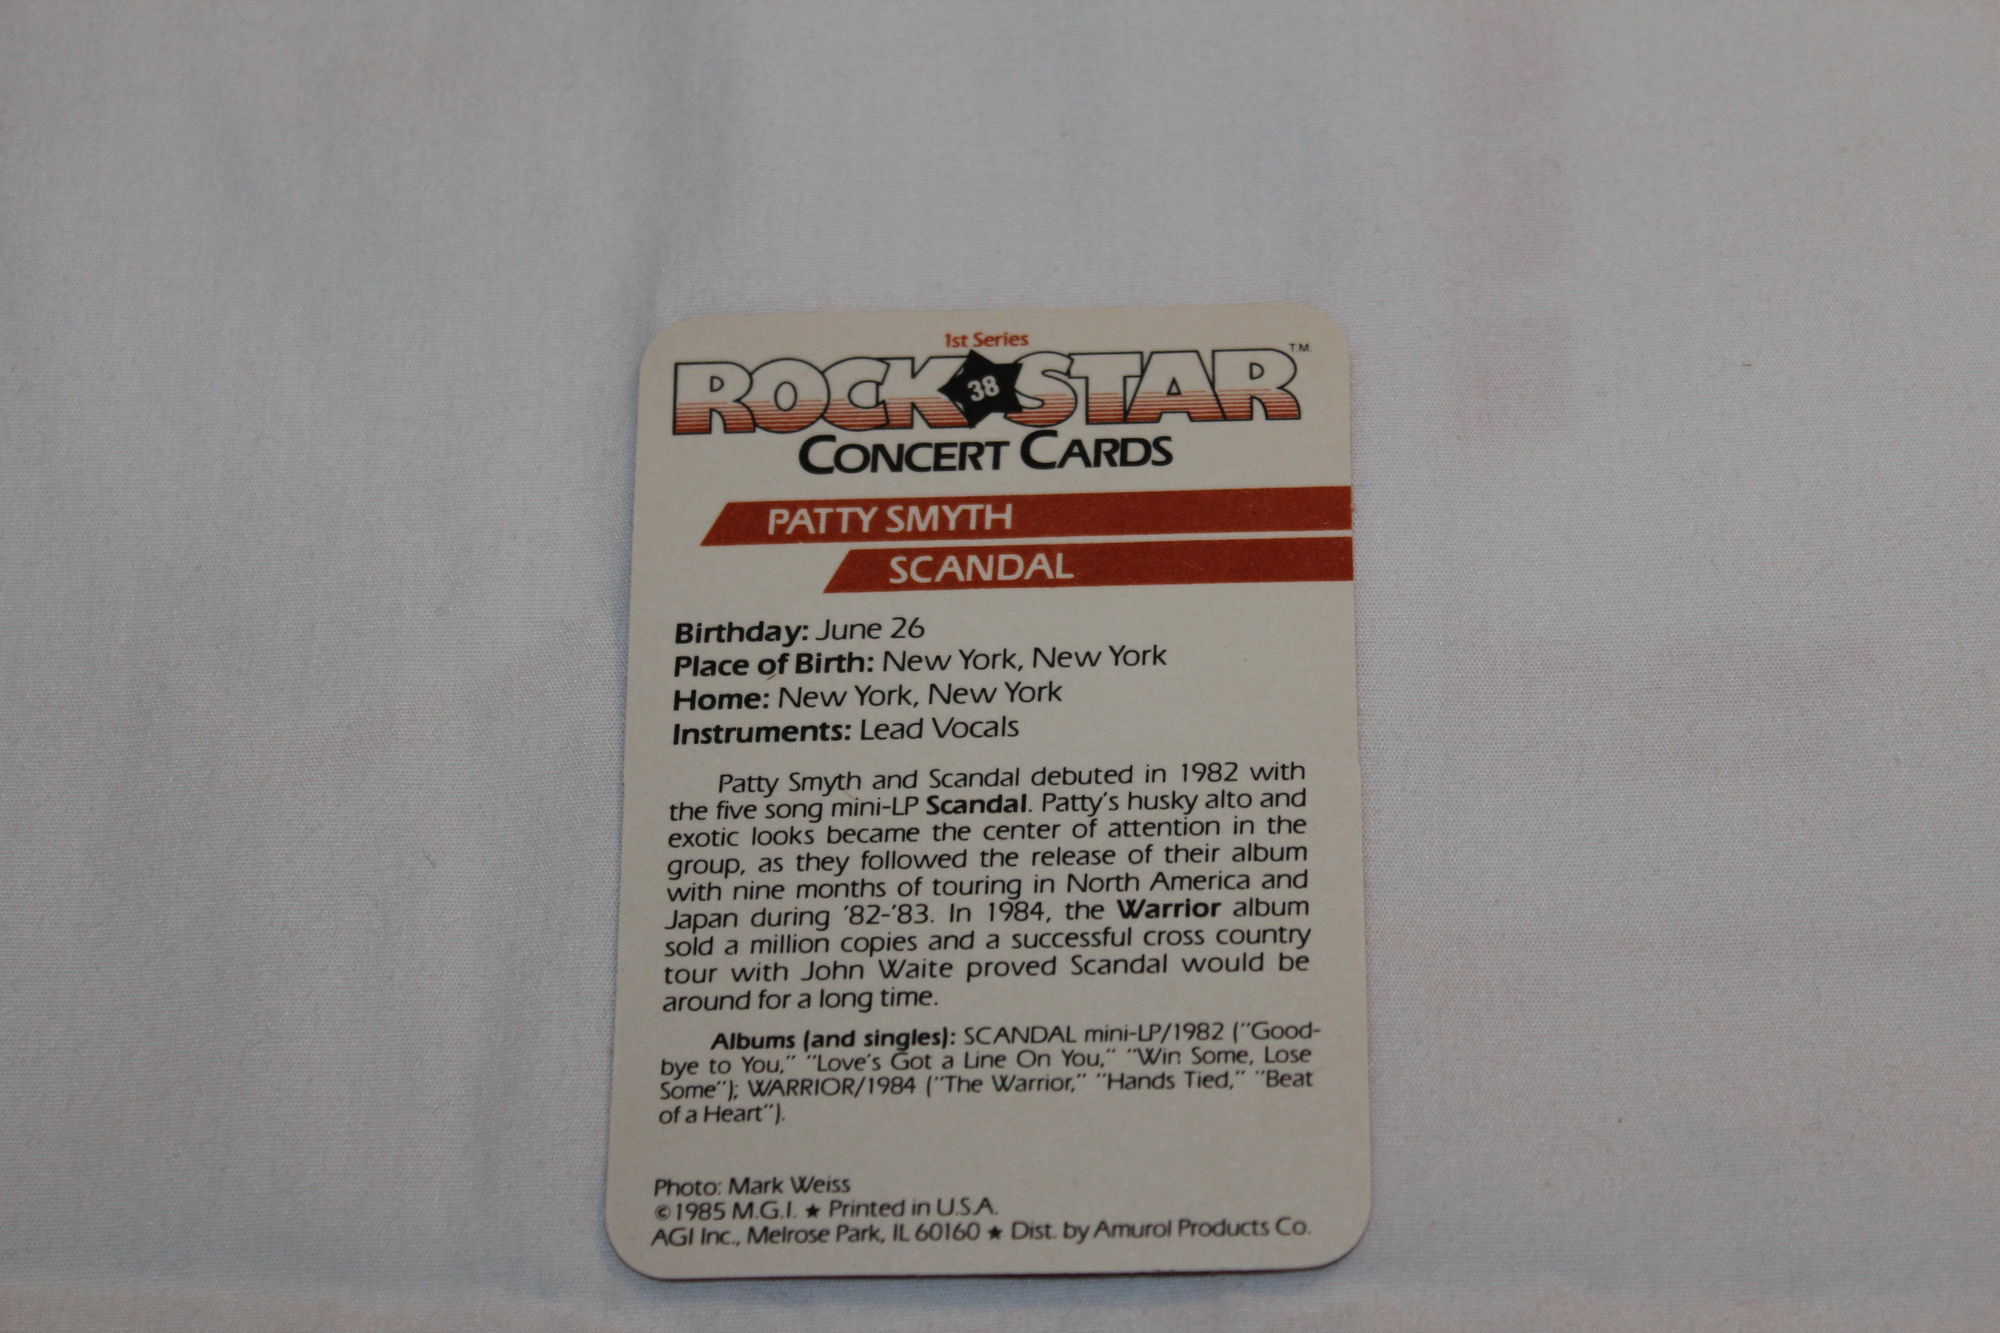 1st Series
ROCK 38 STAR T.M.
CONCERT CARDS
PATTY SMYTH
SCANDAL
Birthday: June 26
Place of Birth: New York, New York
Home: New York, New York
Instruments: Lead Vocals
Patty Smyth and Scandal debuted in 1982 with
the five song mini-LP Scandal. Patty's husky alto and
exotic looks became the center of attention in the
group, as they followed the release of their album
with nine months of touring in North America and
Japan during '82-'83. In 1984, the Warrior album
sold a million copies and a successful cross country
tour with John Waite proved Scandal would be
around for a long time.
Albums (and singles): SCANDAL mini-LP/1982 ("Good-
bye to You," "Love's Got a Line On You," "Win Some, Lose
Some"); WARRIOR/1984 ("The Warrior," "Hands Tied," "Beat
of a Heart").
Photo: Mark Weiss
©1985 M.G.I. ★ Printed in U.S.A.
AGI Inc., Melrose Park, IL 60160 ★ Dist. by Amurol Products Co.